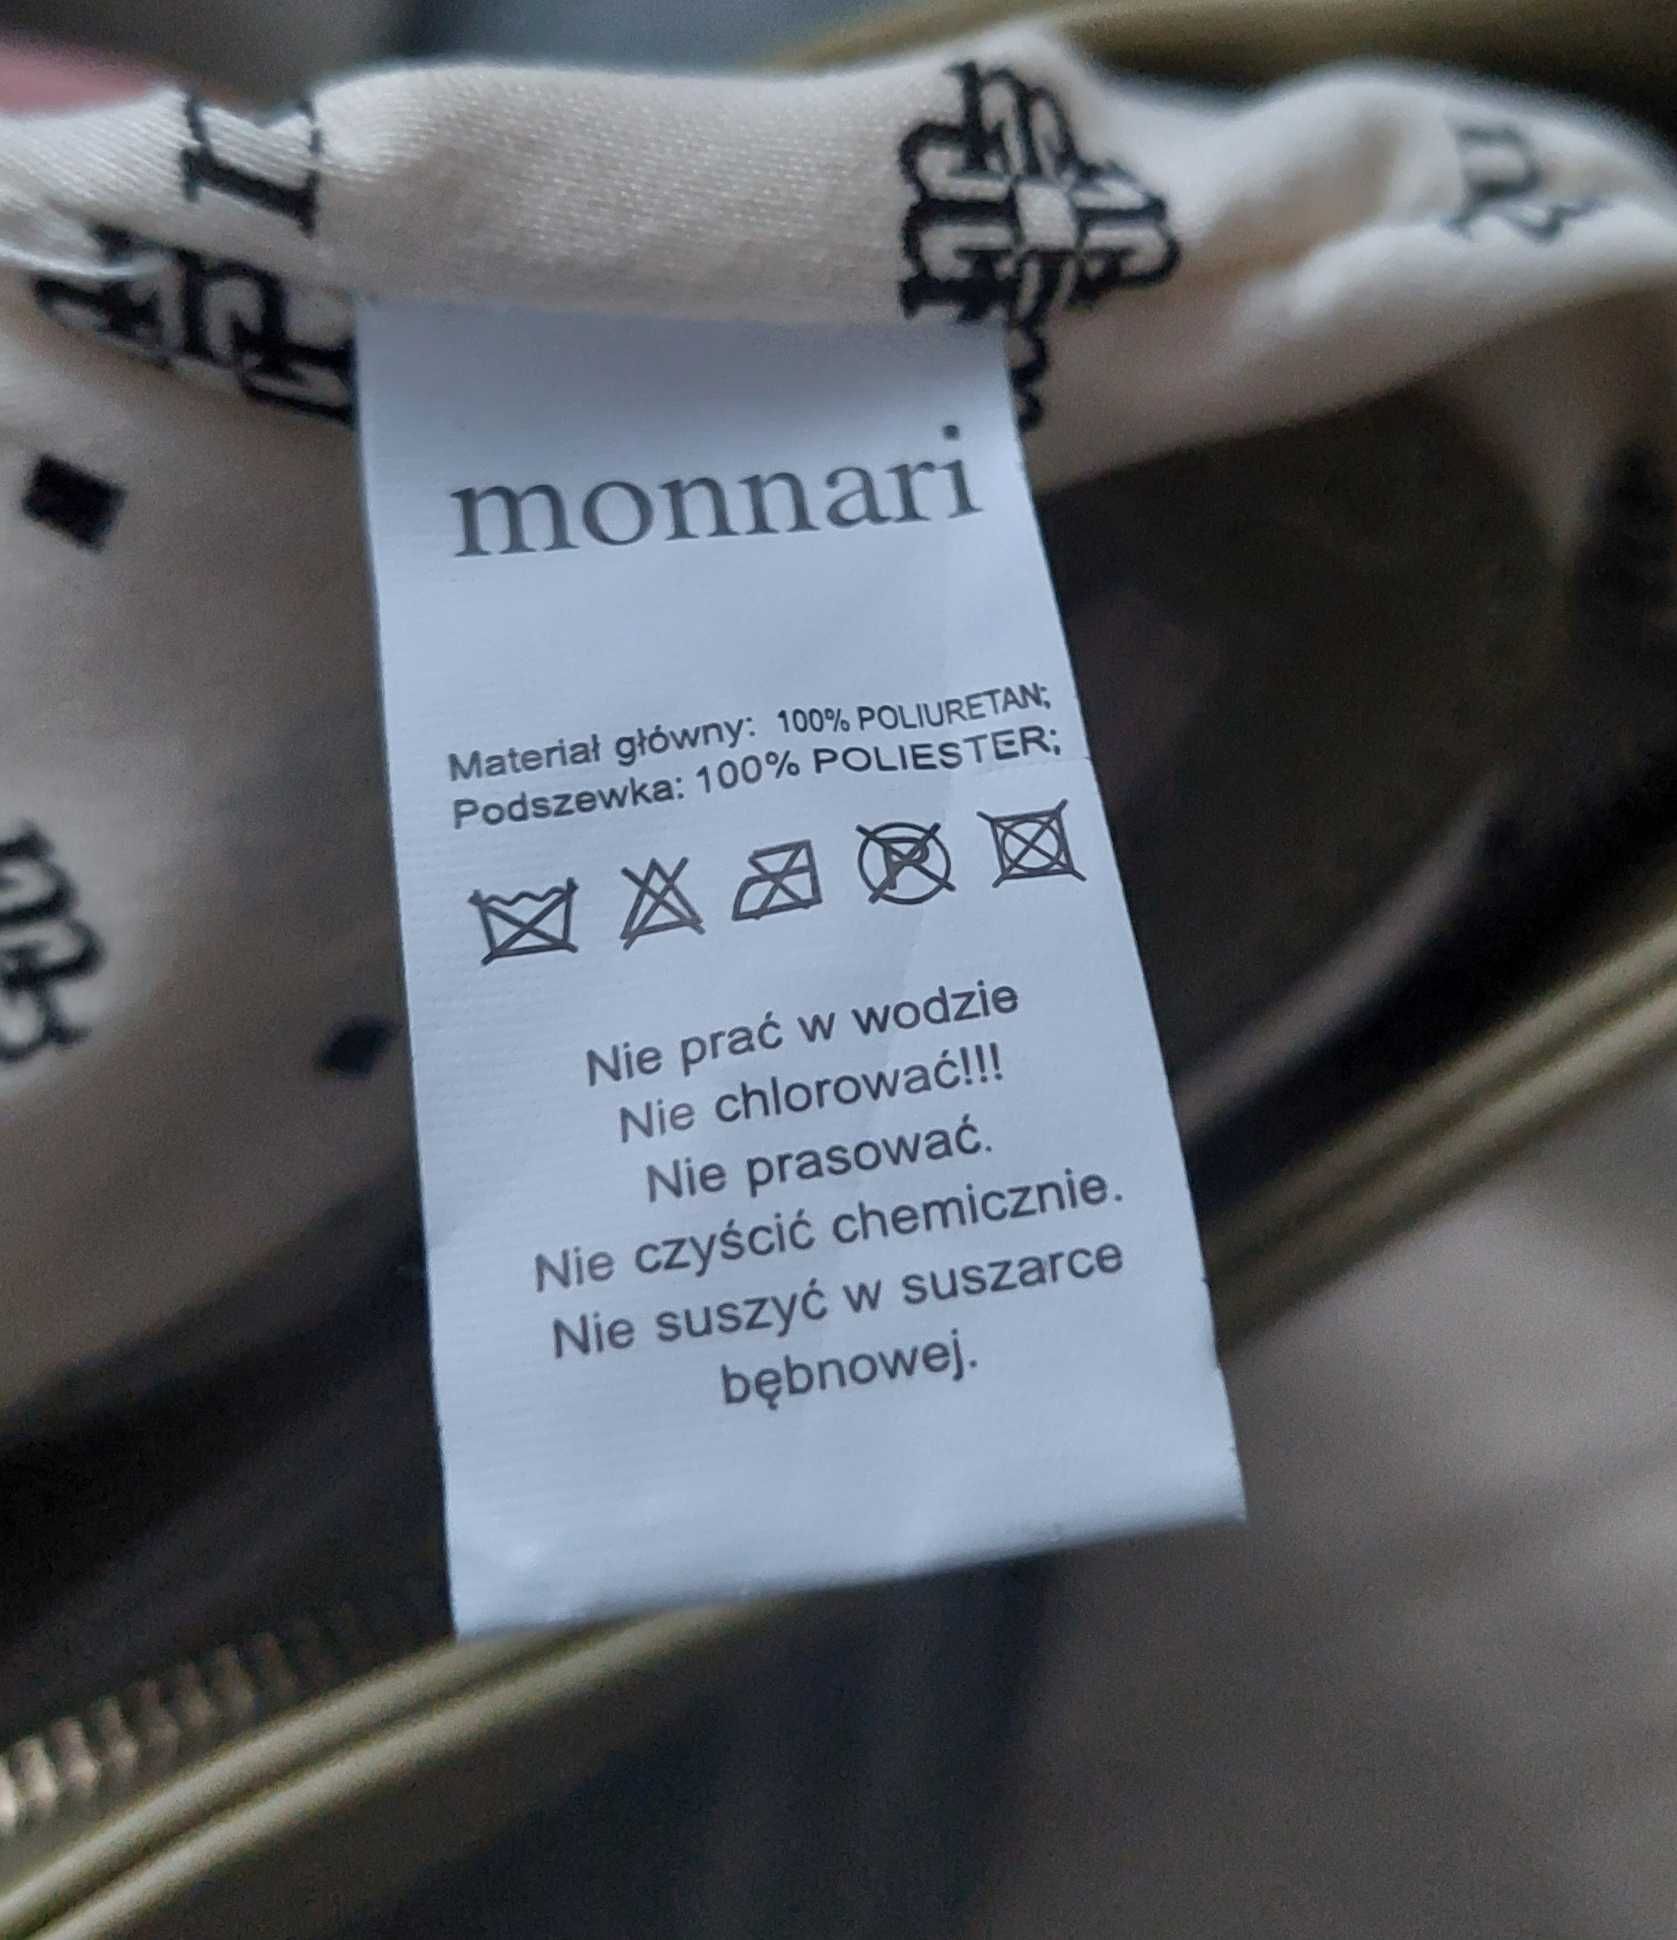 monnari
Materiał główny: 100% POLIURETAN;
Podszewka: 100% POLIESTER;
P
Nie prać w wodzie
Nie chlorować!!!
Nie prasować.
Nie czyścić chemicznie.
Nie suszyć w suszarce
bębnowej.